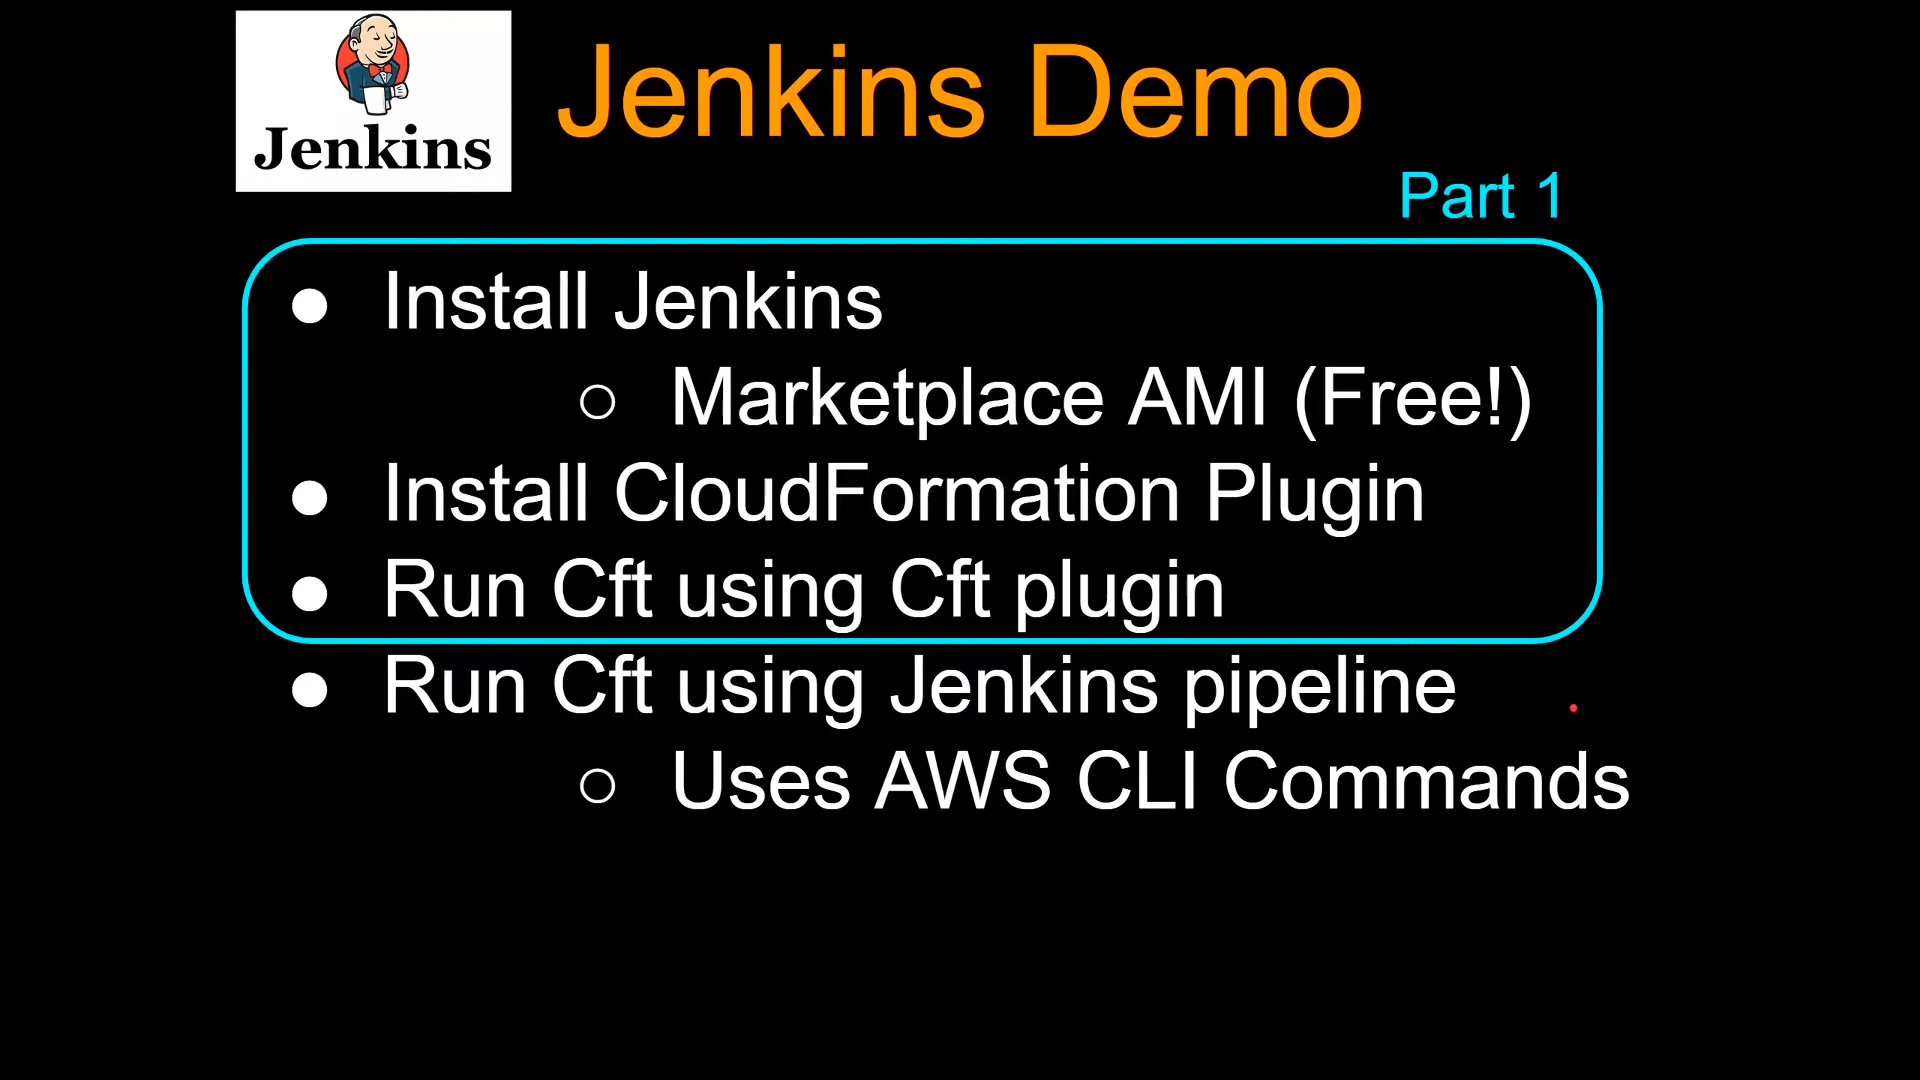 Jenkins
Jenkins Demo
Part 1
● Install Jenkins
○ Marketplace AMI (Free!)
● Install CloudFormation Plugin
● Run Cft using Cft plugin
● Run Cft using Jenkins pipeline
○ Uses AWS CLI Commands